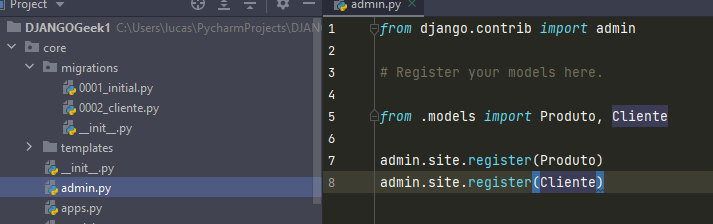 Project
DJANGOGeek1 C:\Users\lucas\PycharmProjects\DJAN
core
migrations
0001_initial.py
0002_cliente.py
__init__.py
templates
__init__.py
admin.py
apps.py
admin.py
1 from django.contrib import admin
2
3 # Register your models here.
4
5 from .models import Produto, Cliente
6
7 admin.site.register(Produto)
8 admin.site.register(Cliente)